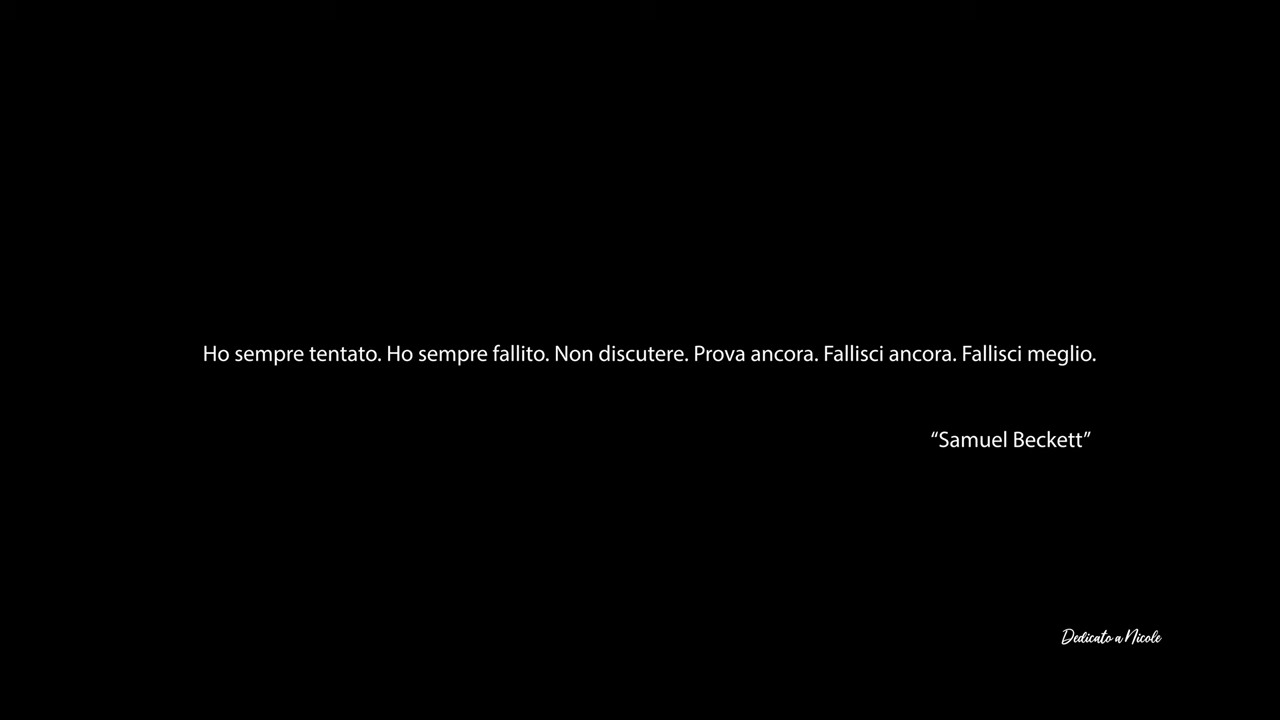 Ho sempre tentato. Ho sempre fallito. Non discutere. Prova ancora. Fallisci ancora. Fallisci meglio.
“Samuel Beckett”
Dedicato a Nicole